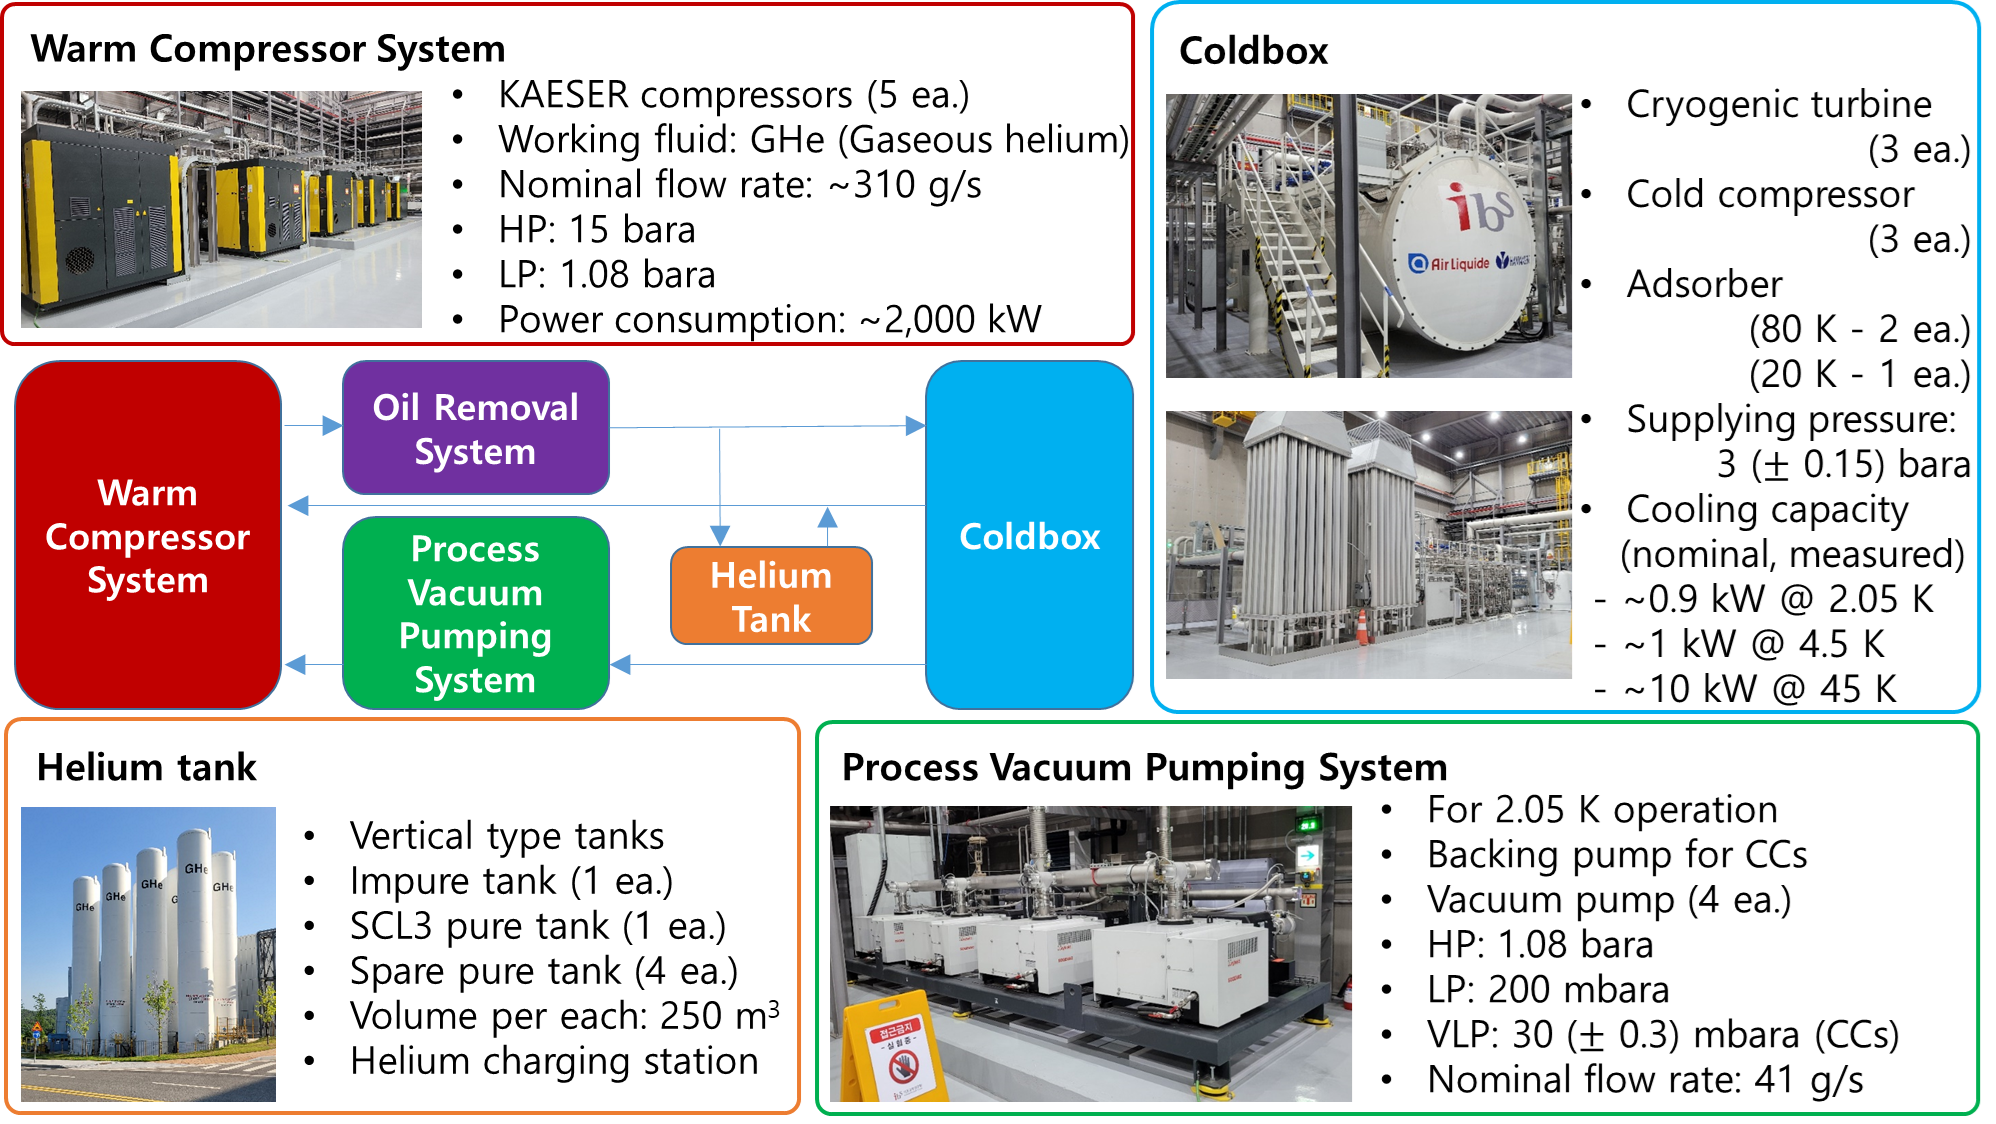 Warm Compressor System
• KAESER compressors (5 ea.)
• Working fluid: GHe (Gaseous helium)
• Nominal flow rate: ~310 g/s
• HP: 15 bara
• LP: 1.08 bara
• Power consumption: ~2,000 kW
Coldbox
ibs
Air Liquide
• Cryogenic turbine
(3 ea.)
• Cold compressor
(3 ea.)
• Adsorber
(80 K - 2 ea.)
(20 K - 1 ea.)
• Supplying pressure:
3 (± 0.15) bara
• Cooling capacity
(nominal, measured)
- ~0.9 kW @ 2.05 K
- ~1 kW @ 4.5 K
- ~10 kW @ 45 K
Warm
Compressor
System
Oil Removal
System
Process
Vacuum
Pumping
System
Helium
Tank
Coldbox
Helium tank
GHe
GHe
GHe
GHe
GHe
• Vertical type tanks
• Impure tank (1 ea.)
• SCL3 pure tank (1 ea.)
• Spare pure tank (4 ea.)
• Volume per each: 250 m³
• Helium charging station
Process Vacuum Pumping System
접근금지
- 실험중 -
• For 2.05 K operation
• Backing pump for CCs
• Vacuum pump (4 ea.)
• HP: 1.08 bara
• LP: 200 mbara
• VLP: 30 (± 0.3) mbara (CCs)
• Nominal flow rate: 41 g/s